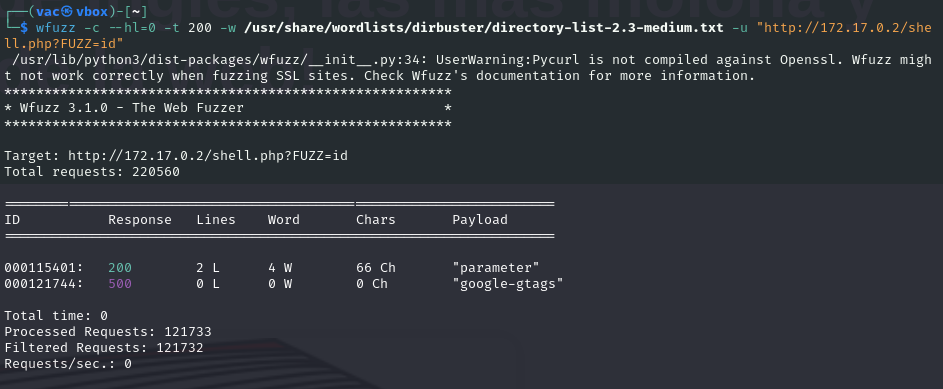 ┌──(vac㉿vbox)-[~]
└─$ wfuzz -c --hl=0 -t 200 -w /usr/share/wordlists/dirbuster/directory-list-2.3-medium.txt -u "http://172.17.0.2/she
ll.php?FUZZ=id"
/usr/lib/python3/dist-packages/wfuzz/__init__.py:34: UserWarning:Pycurl is not compiled against Openssl. Wfuzz migh
t not work correctly when fuzzing SSL sites. Check Wfuzz's documentation for more information.
********************************************************
* Wfuzz 3.1.0 - The Web Fuzzer                         *
********************************************************
Target: http://172.17.0.2/shell.php?FUZZ=id
Total requests: 220560
=====================================================================
ID           Response   Lines    Word       Chars       Payload
=====================================================================
000115401:   200        2 L      4 W        66 Ch       "parameter"
000121744:   500        0 L      0 W        0 Ch        "google-gtags"
Total time: 0
Processed Requests: 121733
Filtered Requests: 121732
Requests/sec.: 0